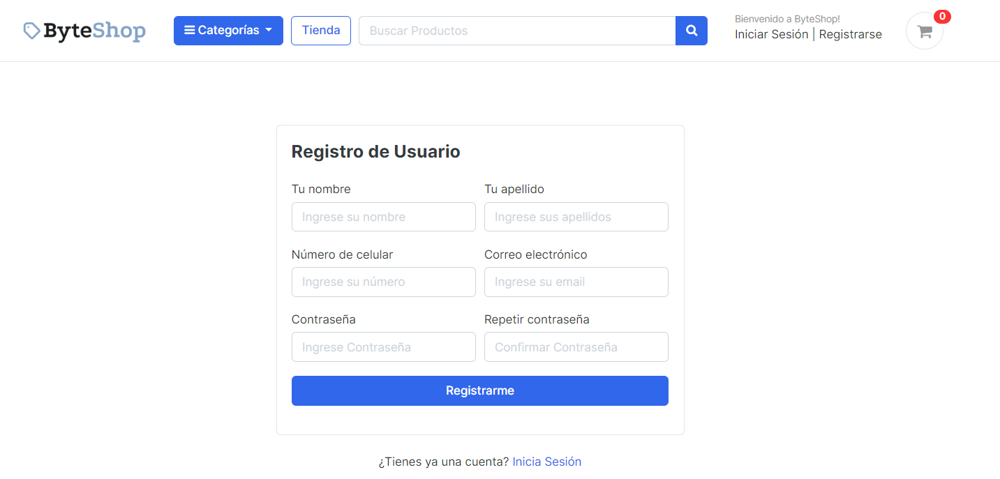 ByteShop
Categorías
Tienda
Buscar Productos
Bienvenido a ByteShop!
Iniciar Sesión | Registrarse
0
Registro de Usuario
Tu nombre
Tu apellido
Ingrese su nombre
Ingrese sus apellidos
Número de celular
Correo electrónico
Ingrese su número
Ingrese su email
Contraseña
Repetir contraseña
Ingrese Contraseña
Confirmar Contraseña
Registrarme
¿Tienes ya una cuenta? Inicia Sesión